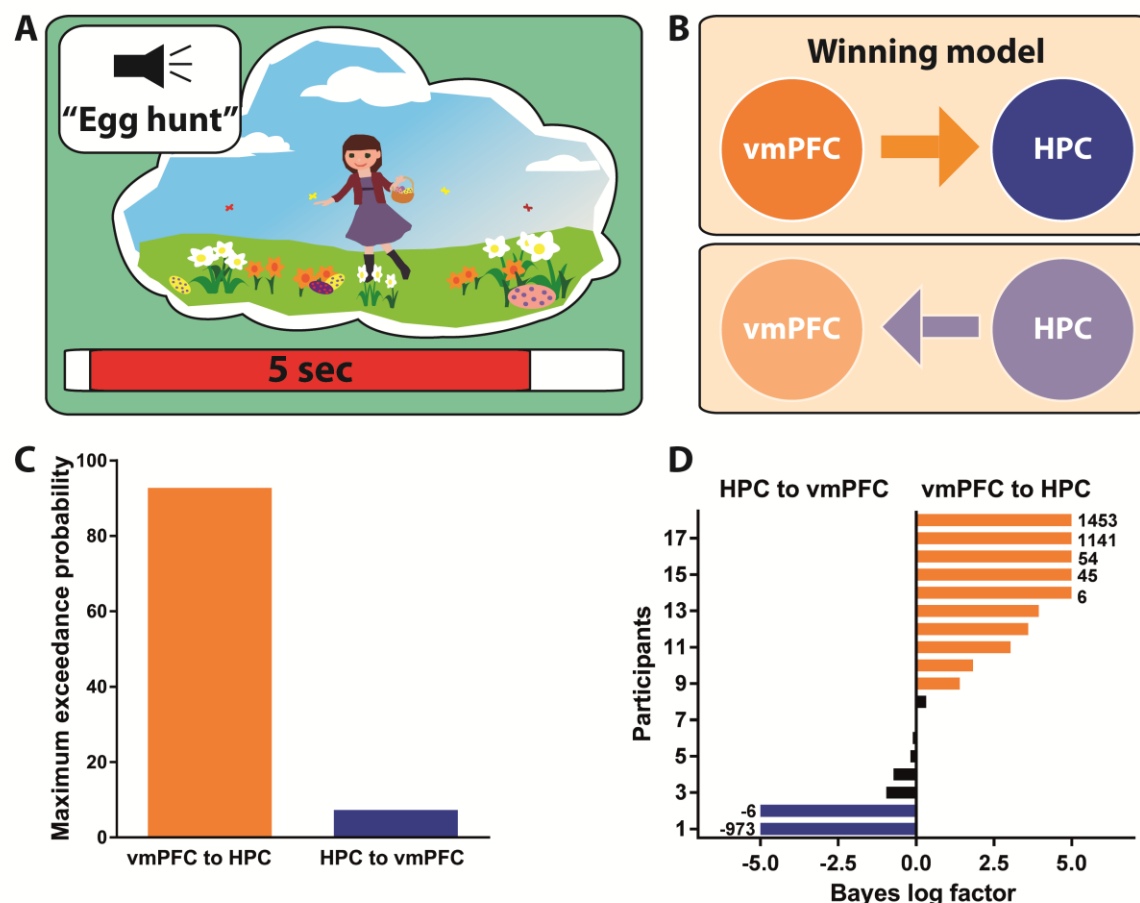 A
"Egg hunt"
5 sec
B
Winning model
vmPFC
HPC
vmPFC
HPC
C
Maximum exceedance probability
100
80
60
40
20
0
vmPFC to HPC
HPC to vmPFC
D
HPC to vmPFC
vmPFC to HPC
Participants
17
15
13
11
9
7
5
3
1
1453
1141
54
45
6
-6
-973
-5.0
-2.5
0.0
2.5
5.0
Bayes log factor